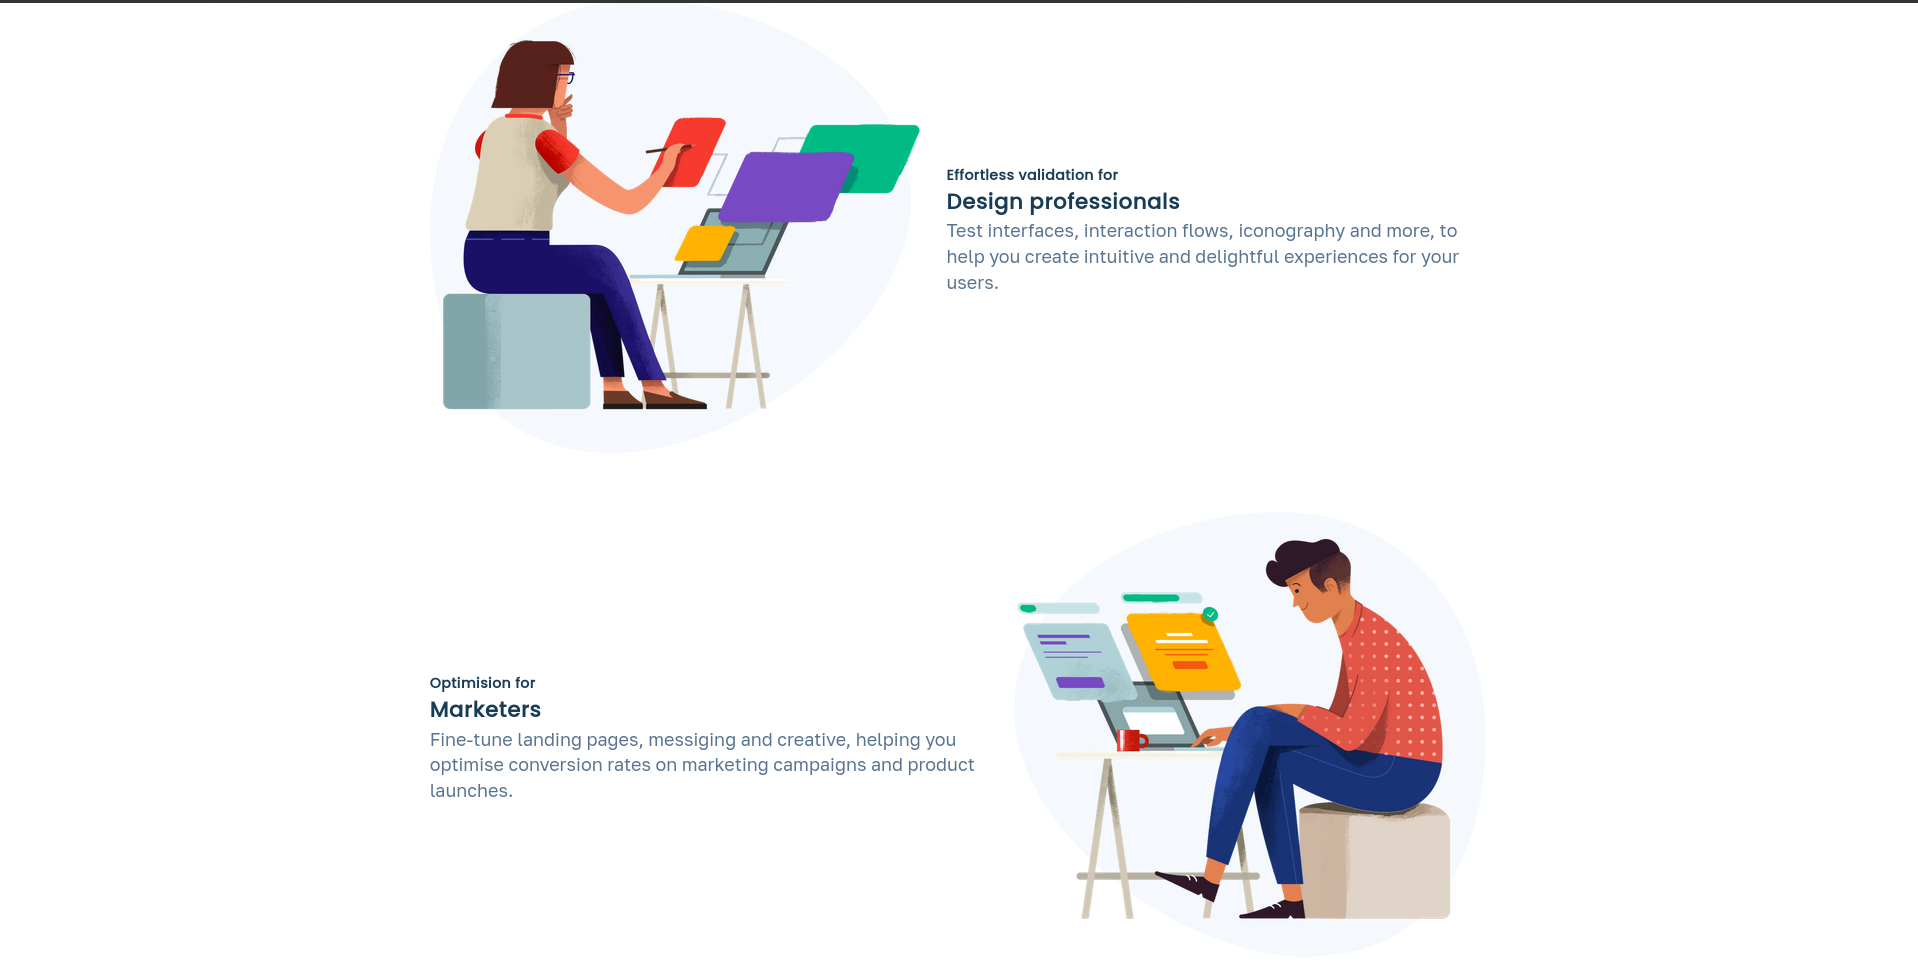 Effortless validation for
Design professionals
Test interfaces, interaction flows, iconography and more, to
help you create intuitive and delightful experiences for your
users.
Optimision for
Marketers
Fine-tune landing pages, messiging and creative, helping you
optimise conversion rates on marketing campaigns and product
launches.